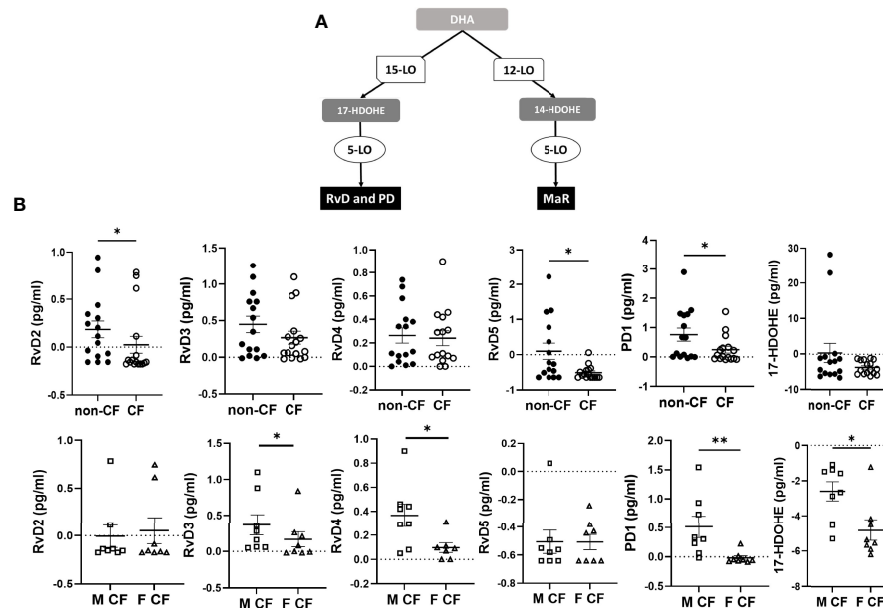 A
DHA
15-LO 12-LO
17-HDOHE 14-HDOHE
5-LO 5-LO
RvD and PD MaR
B
RvD2 (pg/ml)
1.0
0.5
0.0
-0.5
*
non-CF CF
RvD3 (pg/ml)
1.5
1.0
0.5
0.0
-0.5
non-CF CF
RvD4 (pg/ml)
1.0
0.8
0.6
0.4
0.2
0.0
-0.2
non-CF CF
RvD5 (pg/ml)
3
2
1
0
-1
*
non-CF CF
PD1 (pg/ml)
4
3
2
1
0
-1
*
non-CF CF
17-HDOHE (pg/ml)
30
20
10
0
-10
non-CF CF
RvD2 (pg/ml)
1.0
0.5
0.0
-0.5
M CF F CF
RvD3 (pg/ml)
1.5
1.0
0.5
0.0
-0.5
*
M CF F CF
RvD4 (pg/ml)
1.0
0.8
0.6
0.4
0.2
0.0
-0.2
*
M CF F CF
RvD5 (pg/ml)
0.2
0.0
-0.2
-0.4
-0.6
-0.8
M CF F CF
PD1 (pg/ml)
2.0
1.5
1.0
0.5
0.0
-0.5
**
M CF F CF
17-HDOHE (pg/ml)
0
-2
-4
-6
-8
*
M CF F CF